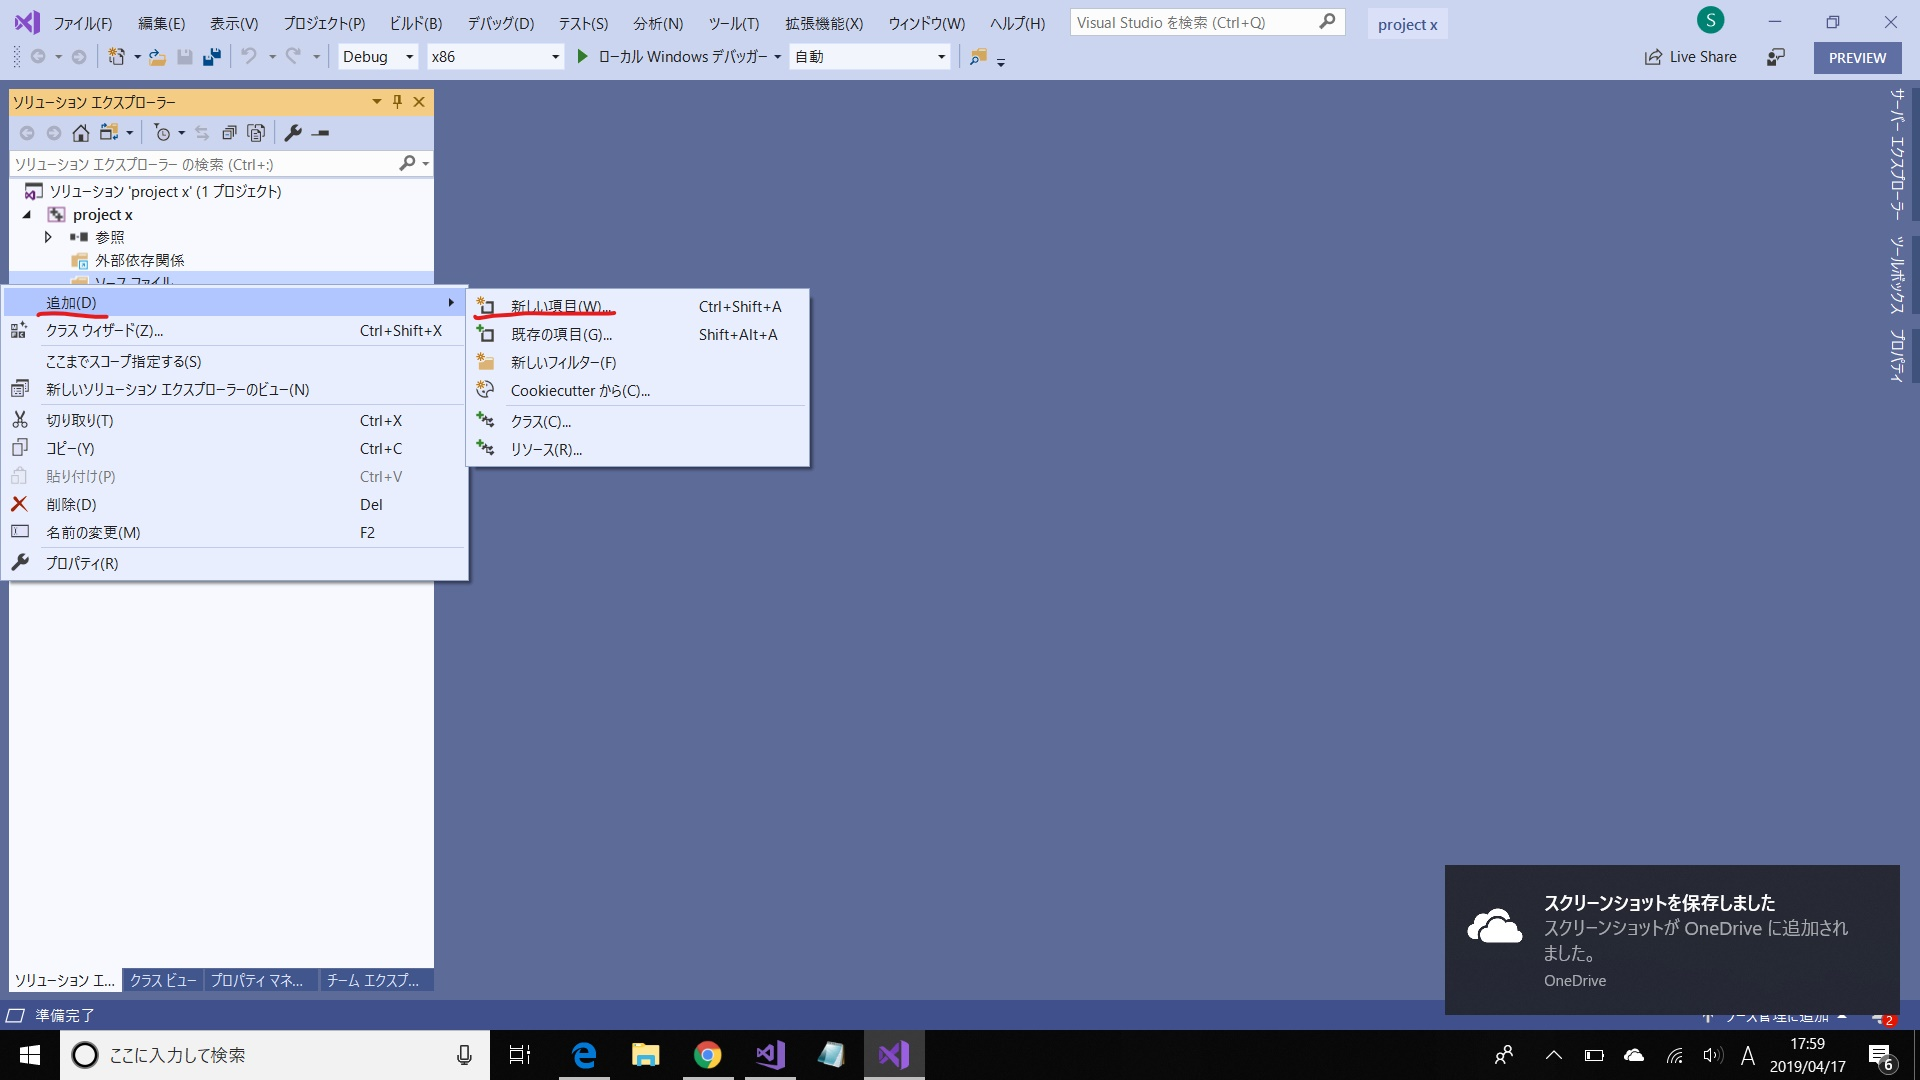 ファイル(F) 編集(E) 表示(V) プロジェクト(P) ビルド(B) デバッグ(D) テスト(S) 分析(N) ツール(T) 拡張機能(X) ウィンドウ(W) ヘルプ(H) Visual Studio を検索 (Ctrl+Q) project x S
Debug x86 ローカル Windows デバッガー 自動 Live Share PREVIEW
ソリューション エクスプローラー
ソリューション エクスプローラー の検索 (Ctrl+:)
ソリューション 'project x' (1 プロジェクト)
project x
参照
外部依存関係
ソース ファイル
追加(D)
クラス ウィザード(Z)... Ctrl+Shift+X
ここまでスコープ指定する(S)
新しいソリューション エクスプローラーのビュー(N)
切り取り(T) Ctrl+X
コピー(Y) Ctrl+C
貼り付け(P) Ctrl+V
削除(D) Del
名前の変更(M) F2
プロパティ(R)
新しい項目(W)... Ctrl+Shift+A
既存の項目(G)... Shift+Alt+A
新しいフィルター(F)
Cookiecutter から(C)...
クラス(C)...
リソース(R)...
サーバー エクスプローラー
ツールボックス
プロパティ
スクリーンショットを保存しました
スクリーンショットが OneDrive に追加され
ました。
OneDrive
ソリューション エ... クラス ビュー プロパティ マネ... チーム エクスプ...
準備完了 ソース管理に追加 2
ここに入力して検索 A 17:59
2019/04/17 6